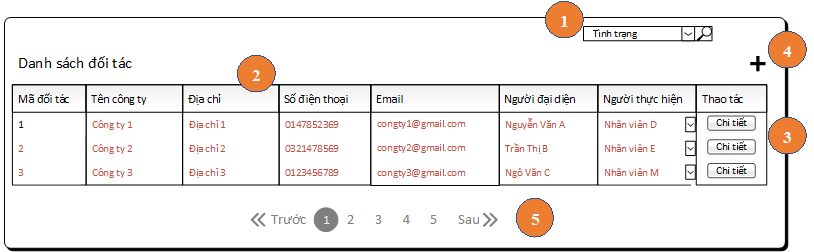 1
Tình trạng
Danh sách đối tác
4
2
Mã đối tác Tên công ty Địa chỉ Số điện thoại Email Người đại diện Người thực hiện Thao tác
1 Công ty 1 Địa chỉ 1 0147852369 congty1@gmail.com Nguyễn Văn A Nhân viên D Chi tiết
3
2 Công ty 2 Địa chỉ 2 0321478569 congty2@gmail.com Trần Thị B Nhân viên E Chi tiết
3 Công ty 3 Địa chỉ 3 0123456789 congty3@gmail.com Ngô Văn C Nhân viên M Chi tiết
Trước 1 2 3 4 5 Sau
5